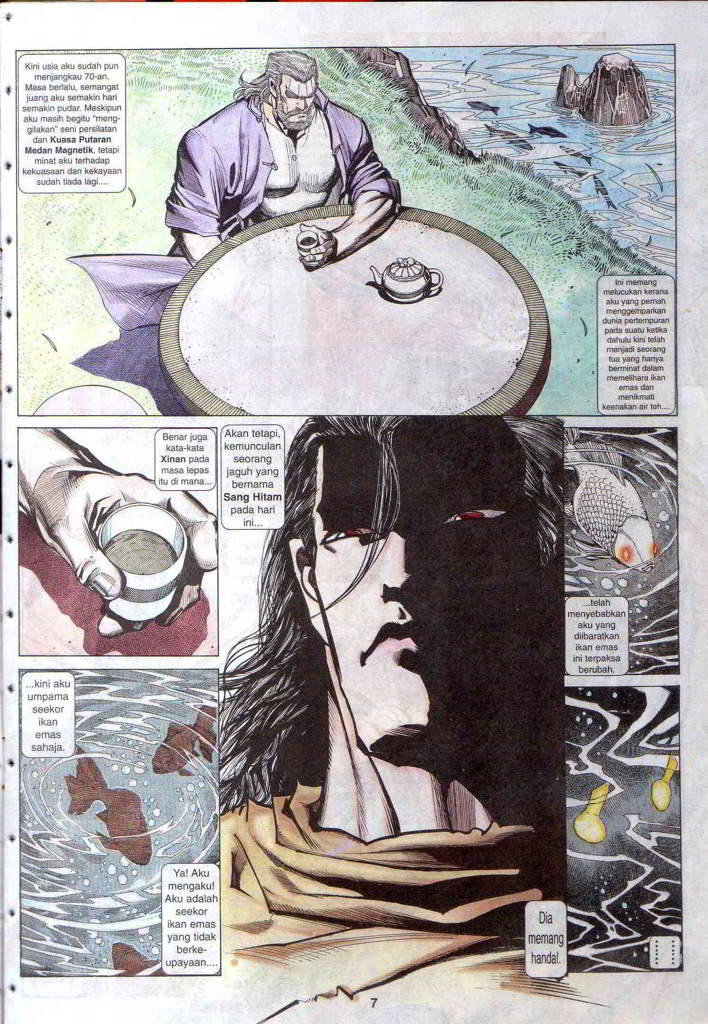 Kini usia aku sudah pun
menjangkau 70-an.
Masa berlalu, semangat
juang aku semakin hari
semakin pudar. Meskipun
aku masih begitu "meng-
gilakan" seni persilatan
dan Kuasa Putaran
Medan Magnetik, tetapi
minat aku terhadap
kekuasaan dan kekayaan
sudah tiada lagi....
Ini memang
melucukan kerana
aku yang pernah
menggemparkan
dunia pertempuran
pada suatu ketika
dahulu kini telah
menjadi seorang
tua yang hanya
berminat dalam
memelihara ikan
emas dan
menikmati
keenakan air teh....
Benar juga
kata-kata
Xinan pada
masa lepas
itu di mana...
...kini aku
umpama
seekor
ikan
emas
sahaja.
Ya! Aku
mengaku!
Aku adalah
seekor
ikan emas
yang tidak
berke-
upayaan....
Akan tetapi,
kemunculan
seorang
jaguh yang
bernama
Sang Hitam
pada hari
ini...
...telah
menyebabkan
aku yang
diibaratkan
ikan emas
ini terpaksa
berubah.
Dia
memang
handal.
......
7